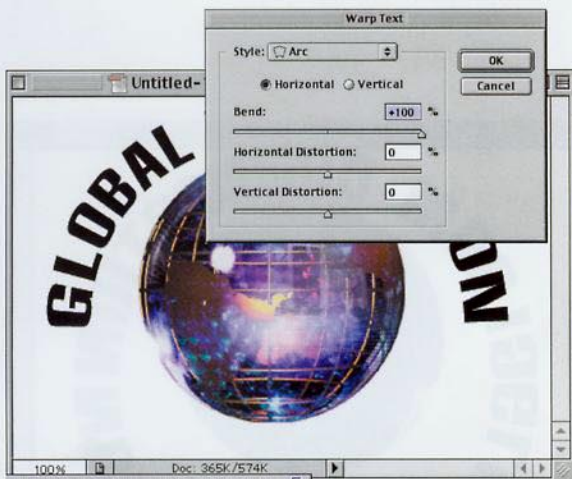 Warp Text
Style: Arc
OK
Horizontal Vertical
Cancel
Untitled-
Bend: +100 %
Horizontal Distortion: 0 %
Vertical Distortion: 0 %
GLOBAL
ON
100% Doc: 365K/574K